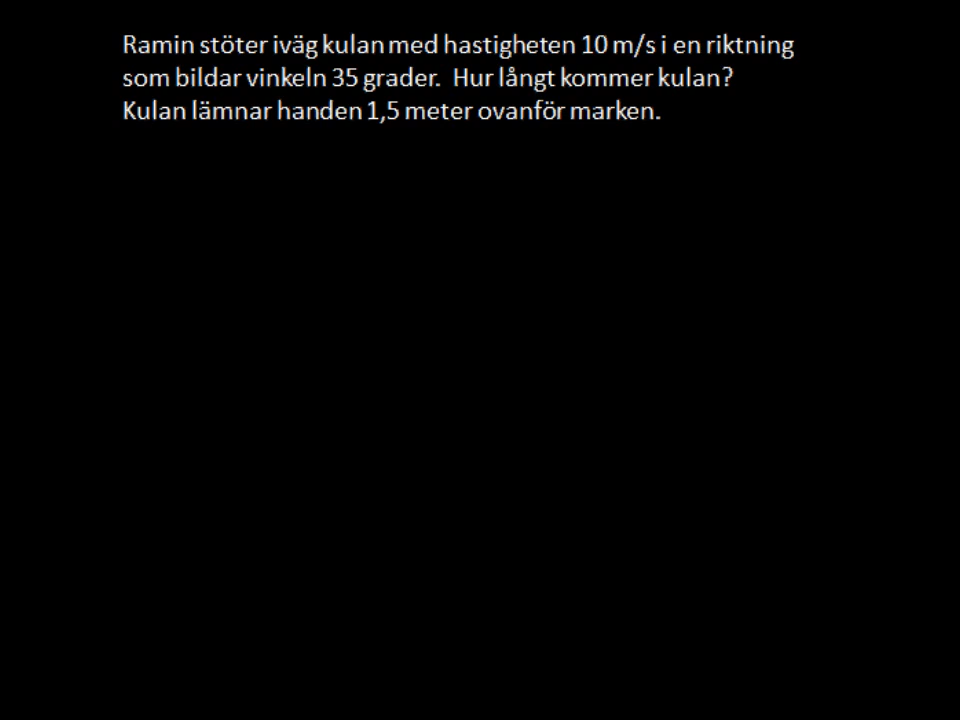 Ramin stöter iväg kulan med hastigheten 10 m/s i en riktning
som bildar vinkeln 35 grader.  Hur långt kommer kulan?
Kulan lämnar handen 1,5 meter ovanför marken.